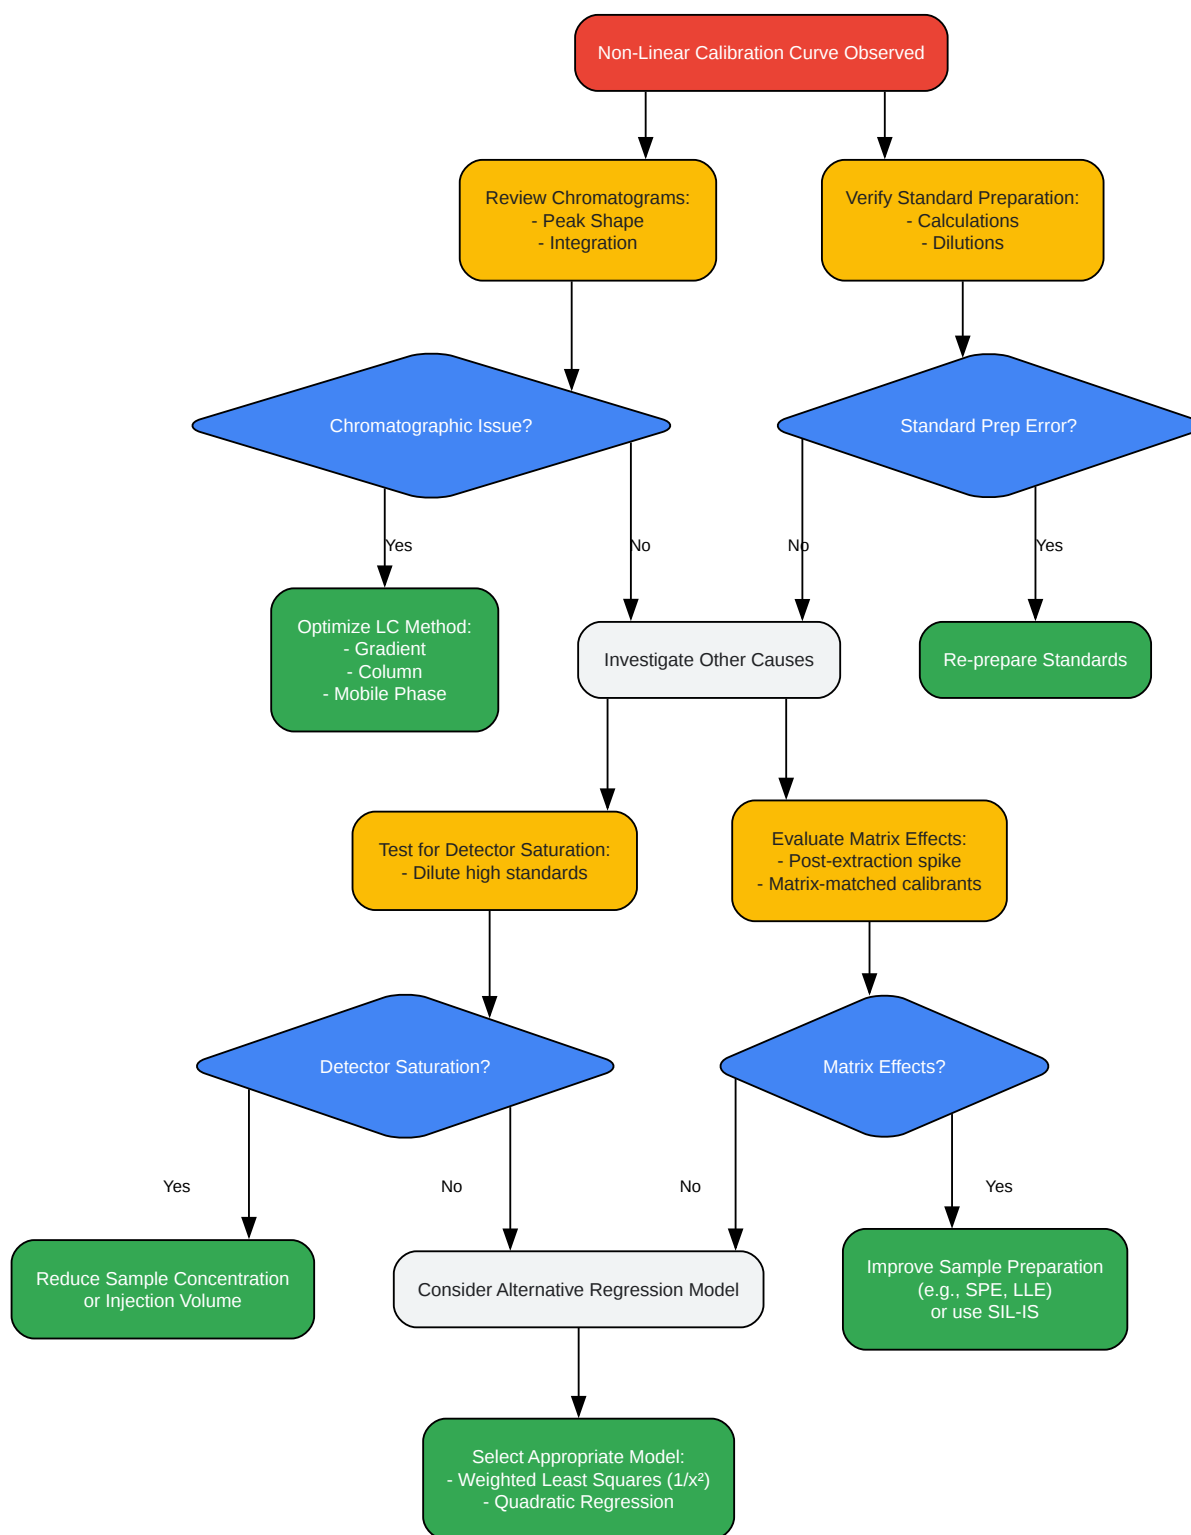 Non-Linear Calibration Curve Observed
Review Chromatograms:
- Peak Shape
- Integration
Verify Standard Preparation:
- Calculations
- Dilutions
Chromatographic Issue?
Standard Prep Error?
Yes
No
No
Yes
Optimize LC Method:
- Gradient
- Column
- Mobile Phase
Investigate Other Causes
Re-prepare Standards
Test for Detector Saturation:
- Dilute high standards
Evaluate Matrix Effects:
- Post-extraction spike
- Matrix-matched calibrants
Detector Saturation?
Matrix Effects?
Yes
No
No
Yes
Reduce Sample Concentration
or Injection Volume
Consider Alternative Regression Model
Improve Sample Preparation
(e.g., SPE, LLE)
or use SIL-IS
Select Appropriate Model:
- Weighted Least Squares (1/x²)
- Quadratic Regression